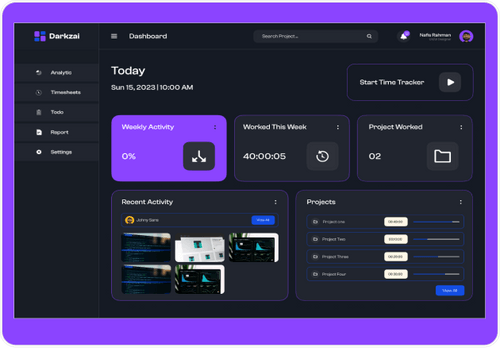 Darkzai
Dashboard
Search Project...
Nafis Rahman
Analytic
Timesheets
Todo
Report
Settings
Today
Sun 15, 2023 | 10:00 AM
Start Time Tracker
Weekly Activity
0%
Worked This Week
40:00:05
Project Worked
02
Recent Activity
Johny Sans
View All
Projects
Project one
Project Two
Project Three
Project Four
View All